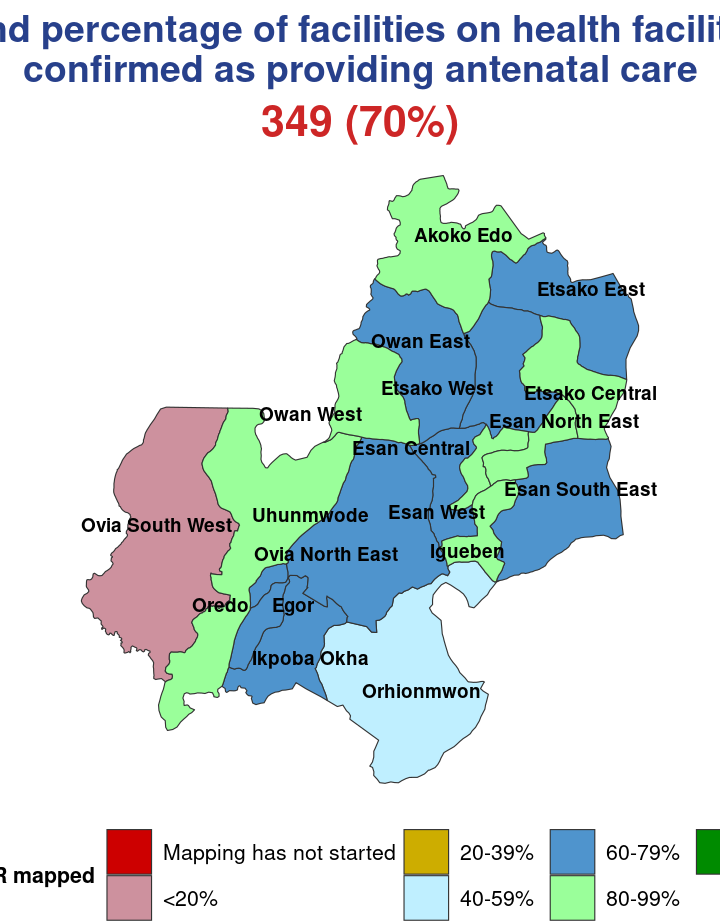 percentage of facilities on health
confirmed as providing antenatal care
349 (70%)
Akoko Edo
Etsako East
Owan East
Etsako West
Etsako Central
Owan West
Esan North East
Esan Central
Esan South East
Uhunmwode
Esan West
Ovia South West
Ovia North East
Igueben
Oredo
Egor
Ikpoba Okha
Orhionmwon
mapped
Mapping has not started
20-39%
60-79%
<20%
40-59%
80-99%